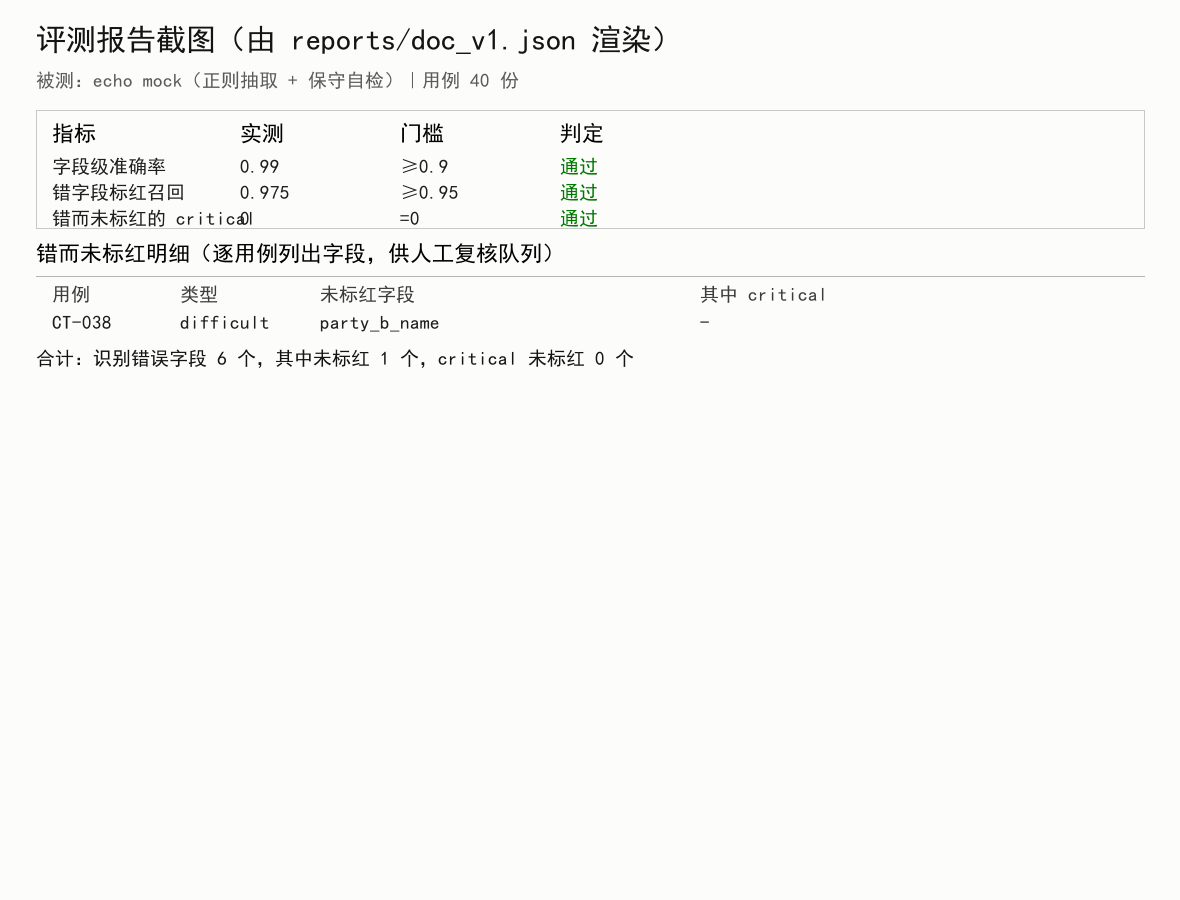 评测报告截图（由 reports/doc_v1.json 渲染）
被测：echo mock（正则抽取 + 保守自检）｜用例 40 份
指标 实测 门槛 判定
字段级准确率 0.99 ≥0.9 通过
错字段标红召回 0.975 ≥0.95 通过
错而未标红的 critical 0 =0 通过
错而未标红明细（逐用例列出字段，供人工复核队列）
用例 类型 未标红字段 其中 critical
CT-038 difficult party_b_name —
合计：识别错误字段 6 个，其中未标红 1 个，critical 未标红 0 个